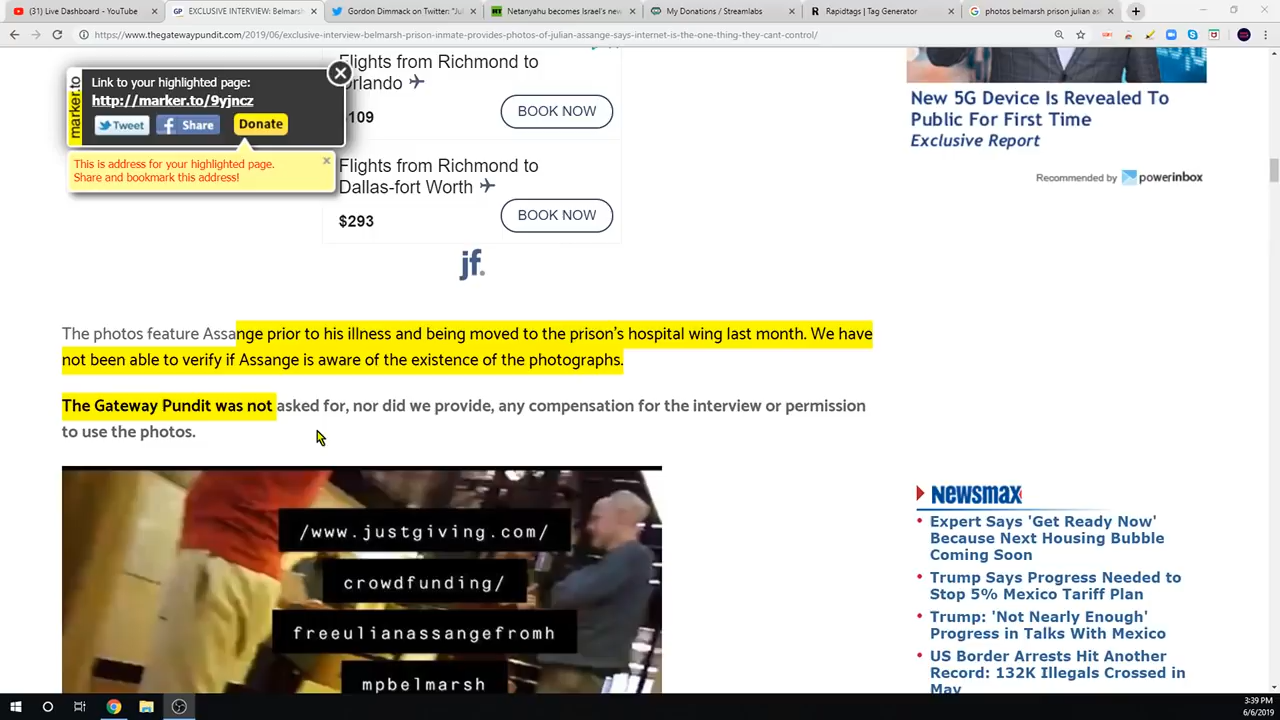 (31) Live Dashboard - YouTube
EXCLUSIVE INTERVIEW: Belmarsh
Gordon Dimmack on Twitter: "Jul
Netanyahu becomes Israel's new
My Donations / Streamlabs
Rapidtags | Tag Generator
photos belmarsh prison julian as
https://www.thegatewaypundit.com/2019/06/exclusive-interview-belmarsh-prison-inmate-provides-photos-of-julian-assange-says-internet-is-the-one-thing-they-cant-control/
marker.to
Link to your highlighted page:
http://marker.to/9yjncz
Tweet
Share
Donate
This is address for your highlighted page.
Share and bookmark this address!
Flights from Richmond to
Orlando
$109
BOOK NOW
Flights from Richmond to
Dallas-fort Worth
$293
BOOK NOW
jf.
The photos feature Assange prior to his illness and being moved to the prison's hospital wing last month. We have
not been able to verify if Assange is aware of the existence of the photographs.
The Gateway Pundit was not asked for, nor did we provide, any compensation for the interview or permission
to use the photos.
/www.justgiving.com/
crowdfunding/
freeulianassangefromh
mpbelmarsh
New 5G Device Is Revealed To
Public For First Time
Exclusive Report
Recommended by powerinbox
Newsmax
Expert Says 'Get Ready Now'
Because Next Housing Bubble
Coming Soon
Trump Says Progress Needed to
Stop 5% Mexico Tariff Plan
Trump: 'Not Nearly Enough'
Progress in Talks With Mexico
US Border Arrests Hit Another
Record: 132K Illegals Crossed in
May
3:39 PM
6/6/2019